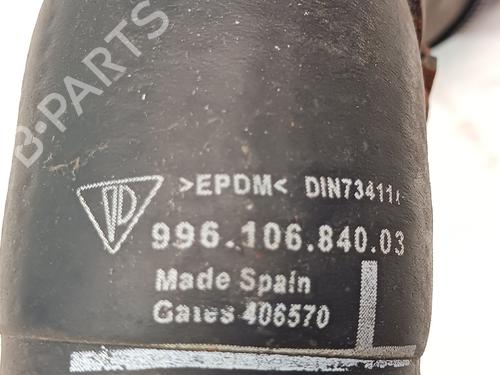 B-PARTS
>EPDM< DIN73411
996.106.840.03
Made Spain
Gates 406570